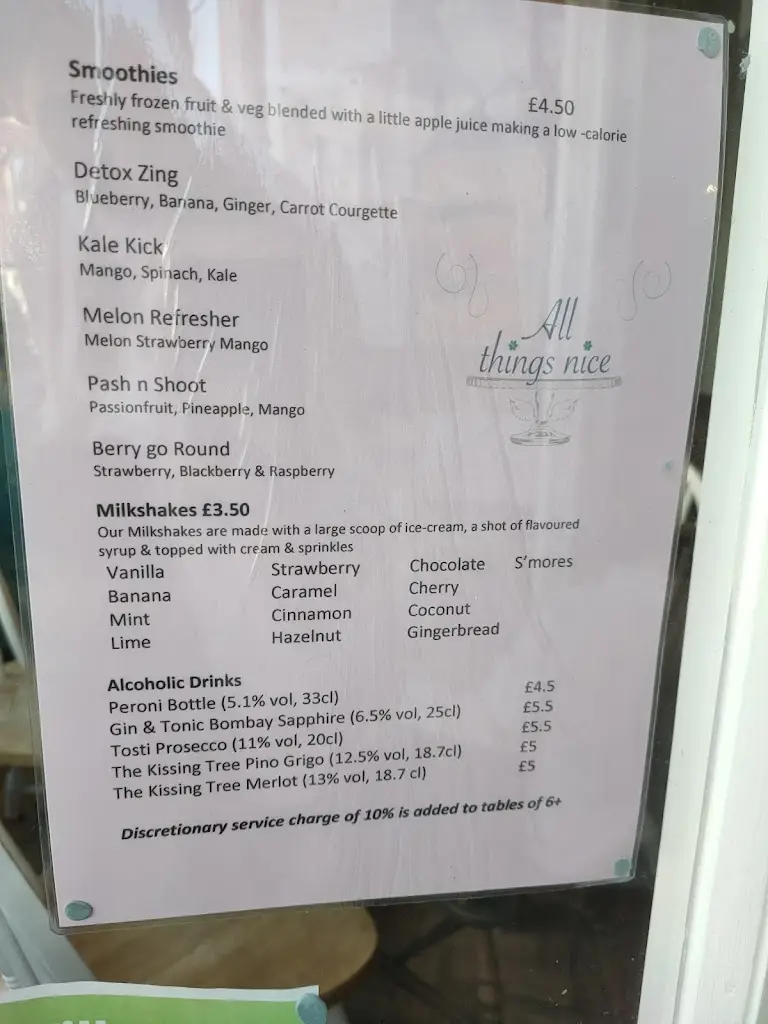 Smoothies £4.50
Freshly frozen fruit & veg blended with a little apple juice making a low -calorie
refreshing smoothie
Detox Zing
Blueberry, Banana, Ginger, Carrot Courgette
Kale Kick
Mango, Spinach, Kale
Melon Refresher
Melon Strawberry Mango
Pash n Shoot
Passionfruit, Pineapple, Mango
Berry go Round
Strawberry, Blackberry & Raspberry
All
things nice
Milkshakes £3.50
Our Milkshakes are made with a large scoop of ice-cream, a shot of flavoured
syrup & topped with cream & sprinkles
Vanilla Strawberry Chocolate S'mores
Banana Caramel Cherry
Mint Cinnamon Coconut
Lime Hazelnut Gingerbread
Alcoholic Drinks
Peroni Bottle (5.1% vol, 33cl) £4.5
Gin & Tonic Bombay Sapphire (6.5% vol, 25cl) £5.5
Tosti Prosecco (11% vol, 20cl) £5.5
The Kissing Tree Pino Grigo (12.5% vol, 18.7cl) £5
The Kissing Tree Merlot (13% vol, 18.7 cl) £5
Discretionary service charge of 10% is added to tables of 6+